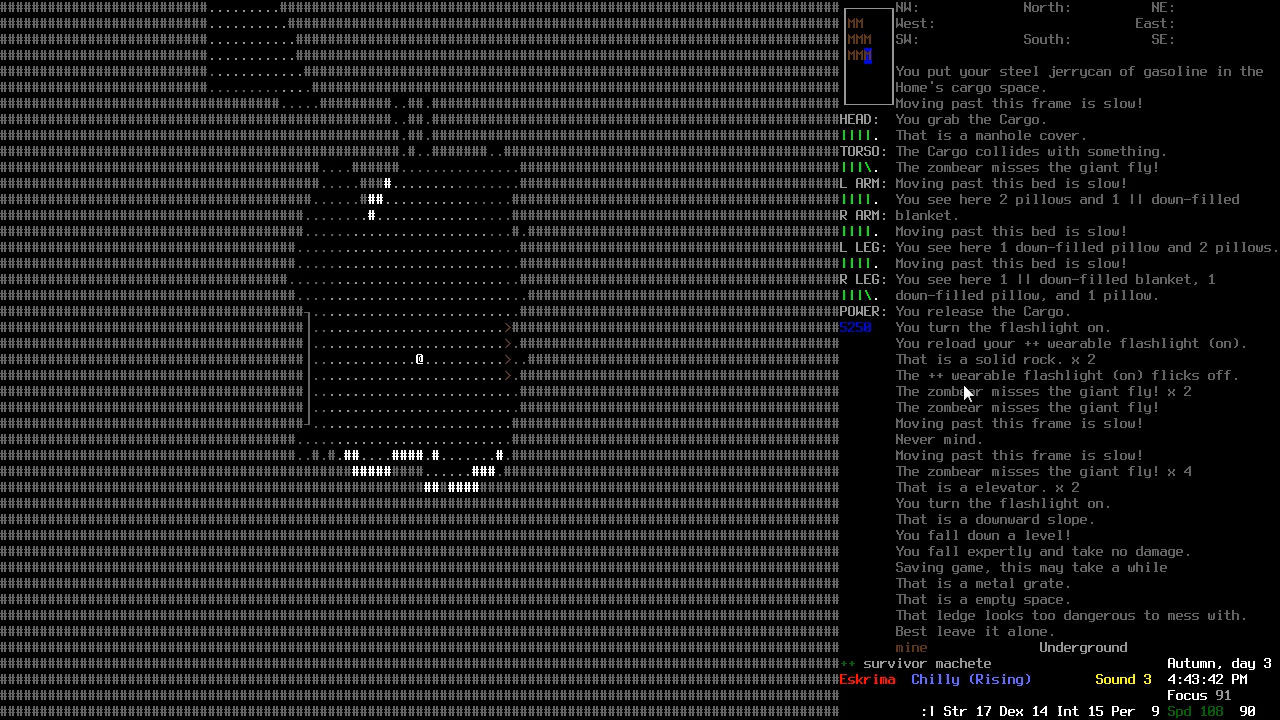 NW: North: NE:
West: East:
SW: South: SE:
MM
MMM
MMM
You put your steel jerrycan of gasoline in the
Home's cargo space.
Moving past this frame is slow!
HEAD: You grab the Cargo.
||||. That is a manhole cover.
TORSO: The Cargo collides with something.
|||\. The zombear misses the giant fly!
L ARM: Moving past this bed is slow!
||||. You see here 2 pillows and 1 || down-filled
R ARM: blanket.
||||. Moving past this bed is slow!
L LEG: You see here 1 down-filled pillow and 2 pillows.
||||. Moving past this bed is slow!
R LEG: You see here 1 || down-filled blanket, 1
|||\. down-filled pillow, and 1 pillow.
POWER: You release the Cargo.
5250 You turn the flashlight on.
You reload your ++ wearable flashlight (on).
That is a solid rock. x 2
The ++ wearable flashlight (on) flicks off.
The zombear misses the giant fly! x 2
The zombear misses the giant fly!
Moving past this frame is slow!
Never mind.
Moving past this frame is slow!
The zombear misses the giant fly! x 4
That is a elevator. x 2
You turn the flashlight on.
That is a downward slope.
You fall down a level!
You fall expertly and take no damage.
Saving game, this may take a while
That is a metal grate.
That is a empty space.
That ledge looks too dangerous to mess with.
Best leave it alone.
mine Underground
++ survivor machete Autumn, day 3
Eskrima Chilly (Rising) Sound 3 4:43:42 PM
Focus 91
:| Str 17 Dex 14 Int 15 Per 9 Spd 108 90